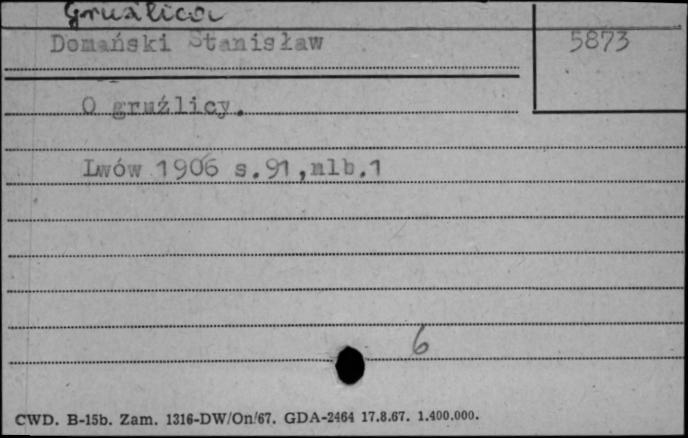 Gruźlica
Domański Stanisław 5873
O gruźlicy.
Lwów 1906 s.91,nlb.1
6
CWD. B-15b. Zam. 1316-DW/On/67. GDA-2464 17.8.67. 1.400.000.